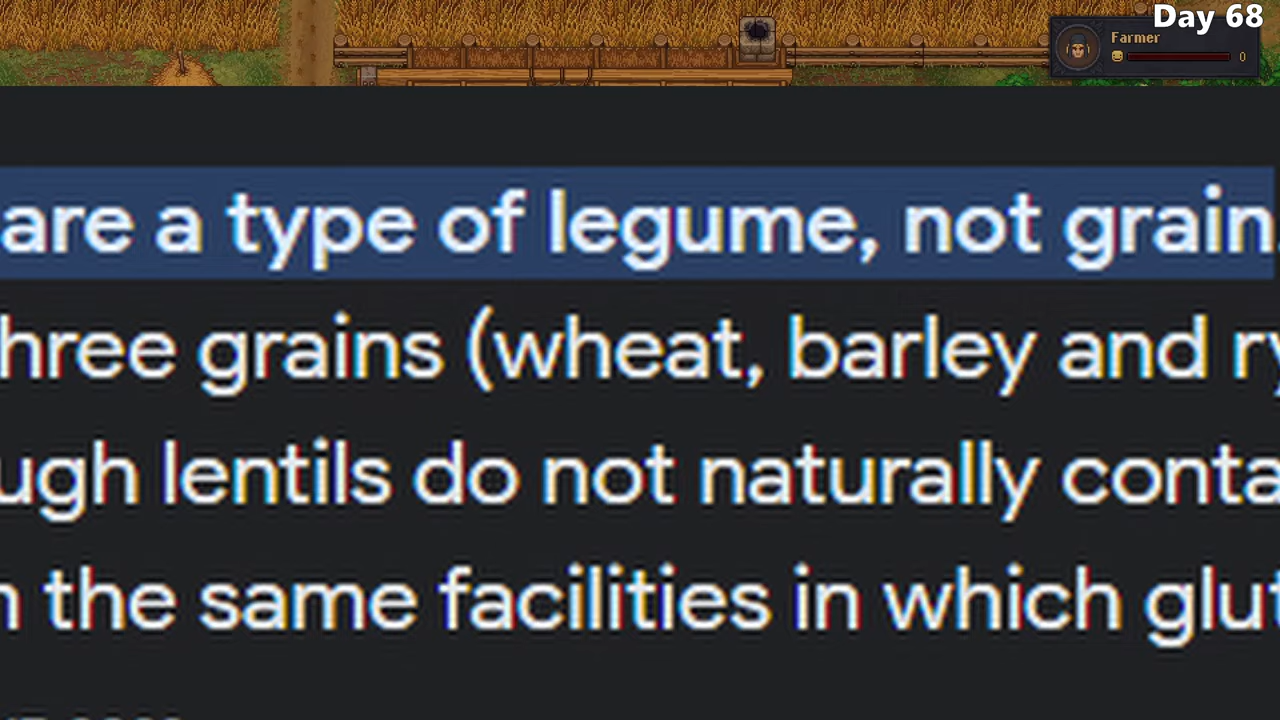 Day 68
Farmer
0
are a type of legume, not grain
hree grains (wheat, barley and ry
ugh lentils do not naturally conta
n the same facilities in which glut